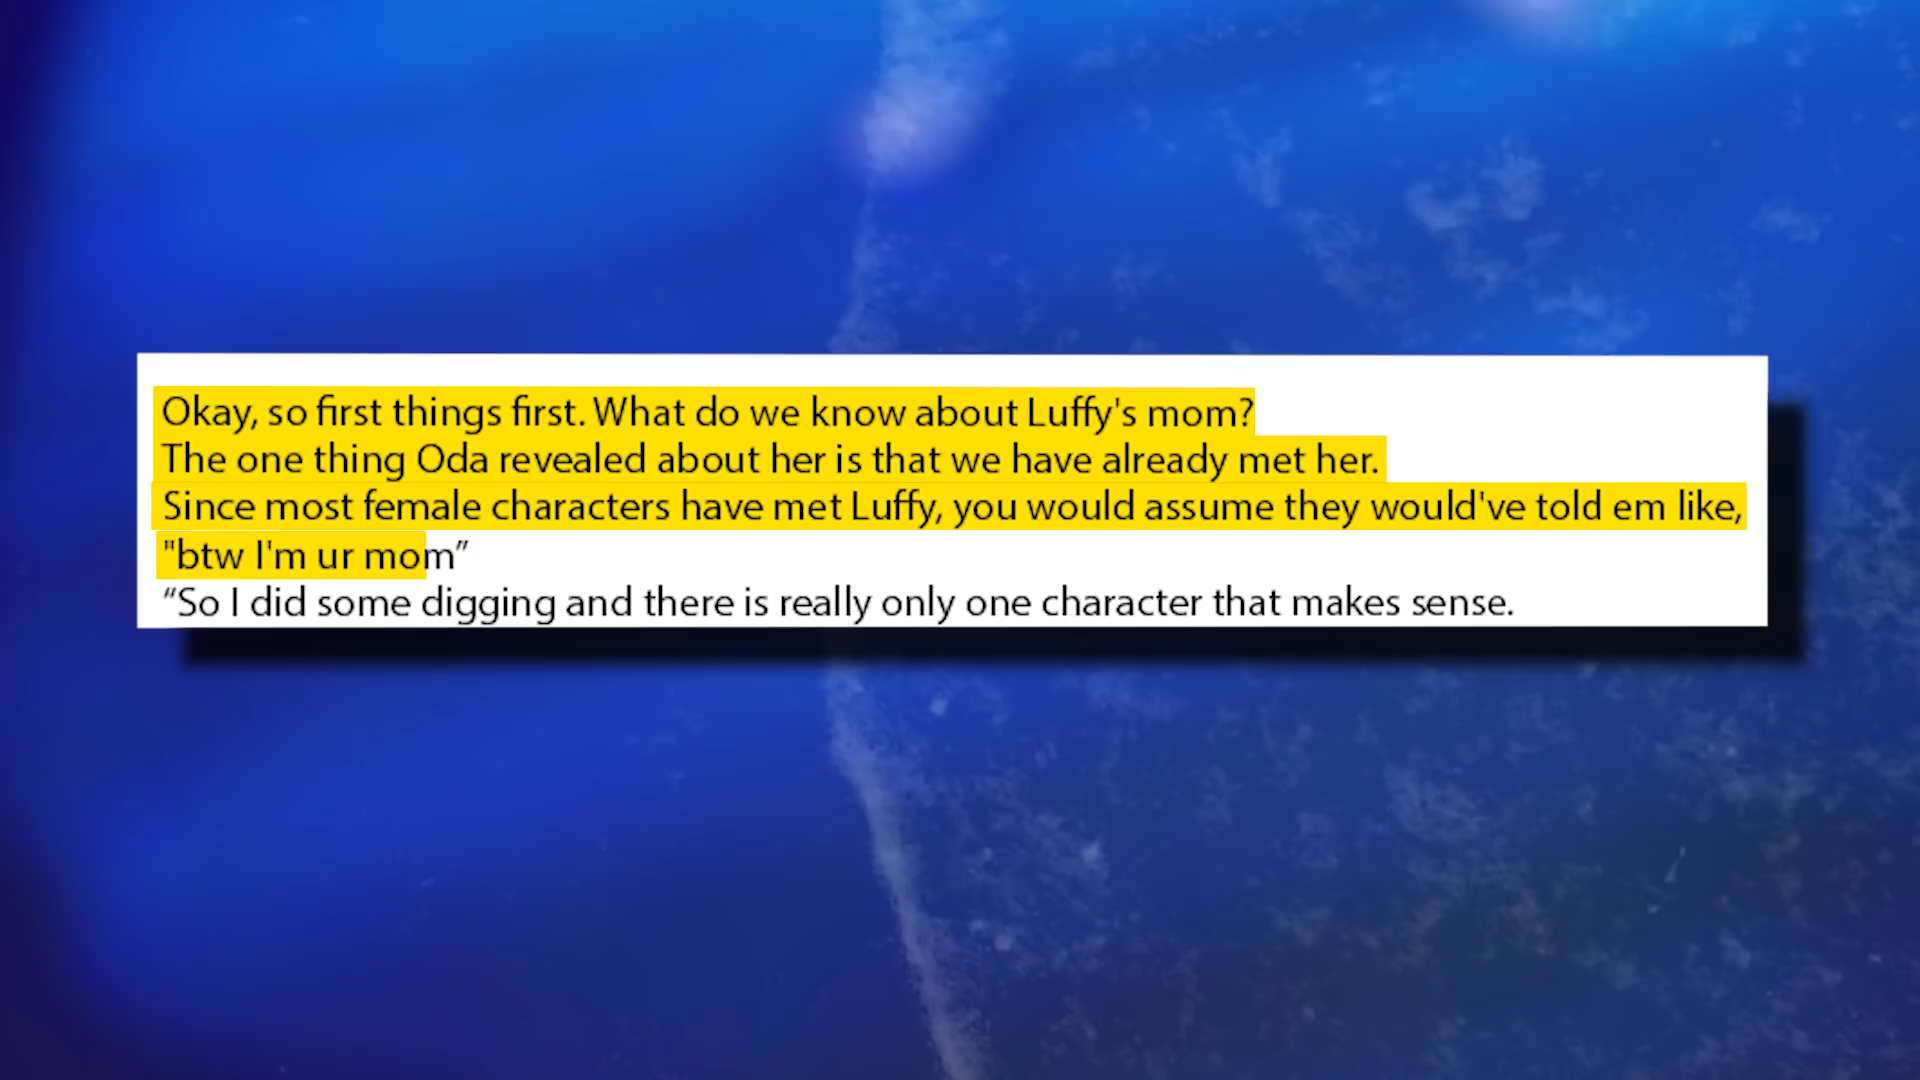 Okay, so first things first. What do we know about Luffy's mom?
The one thing Oda revealed about her is that we have already met her.
Since most female characters have met Luffy, you would assume they would've told em like,
"btw I'm ur mom”
“So I did some digging and there is really only one character that makes sense.